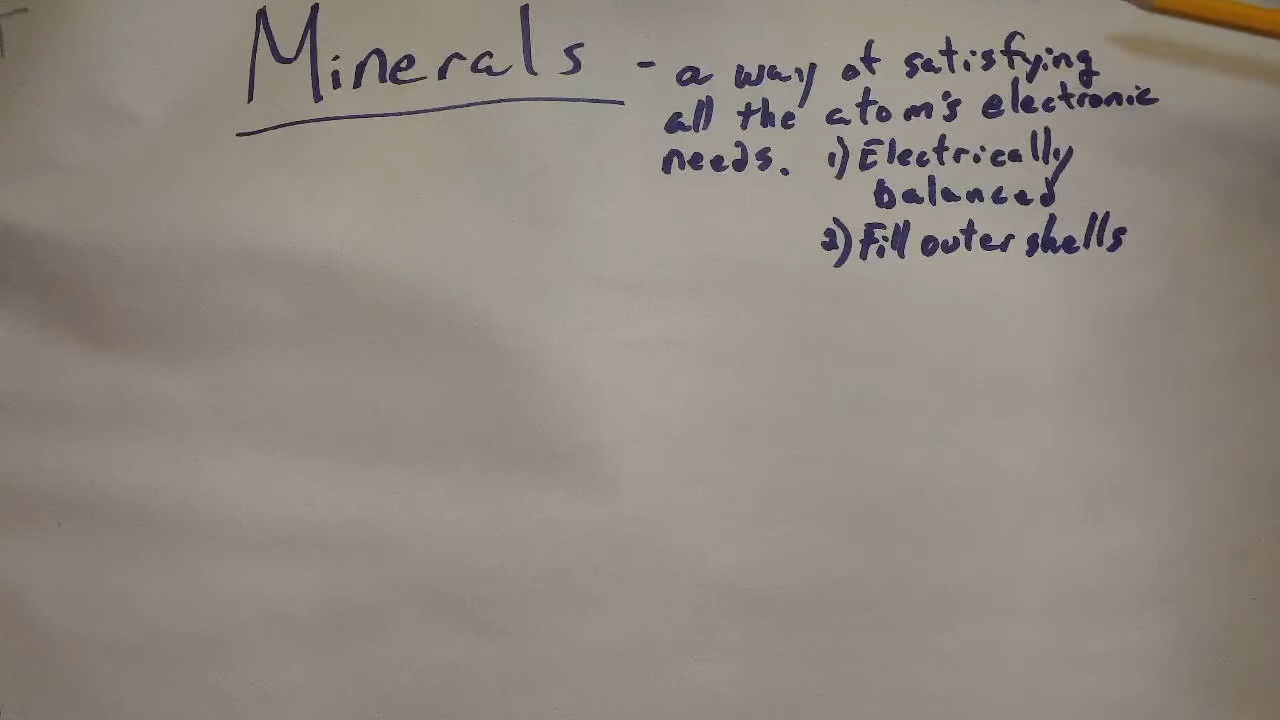 Minerals - a way of satisfying
all the atom's electronic
needs. 1) Electrically
balanced
2) Fill outer shells